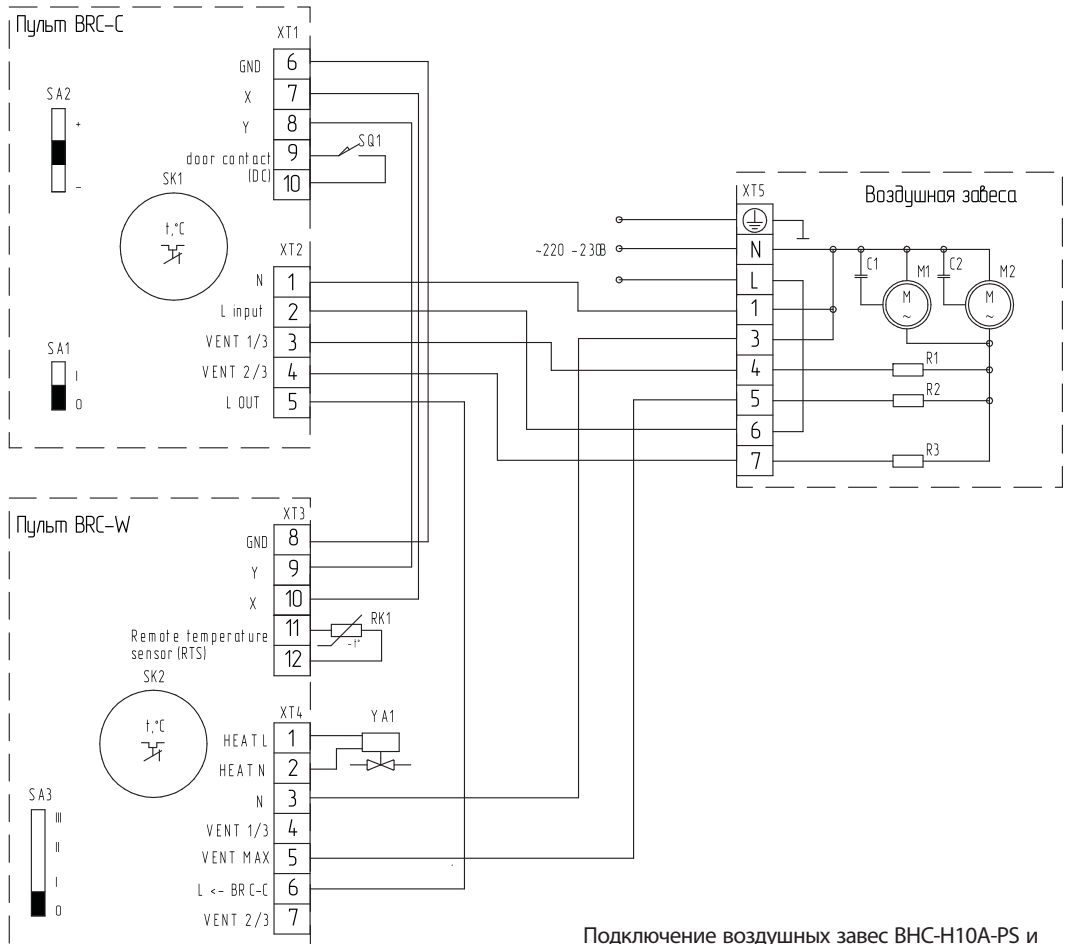 Пульт BRC-C
XT1
GND 6
X 7
Y 8
door contact (DC) 9
10
SQ1
SA2
+
-
SK1
t,°C
XT2
N 1
L input 2
VENT 1/3 3
VENT 2/3 4
L OUT 5
SA1
I
0
XT5
Воздушная завеса
~220 -230В
N
L
1
3
4
5
6
7
C1
M1
M
~
C2
M2
M
~
R1
R2
R3
Пульт BRC-W
XT3
GND 8
Y 9
X 10
Remote temperature sensor (RTS) 11
12
RK1
-t°
SK2
t,°C
XT4
HEAT L 1
HEAT N 2
N 3
VENT 1/3 4
VENT MAX 5
L <- BRC-C 6
VENT 2/3 7
YA1
SA3
III
II
I
0
Подключение воздушных завес BHC-H10A-PS и